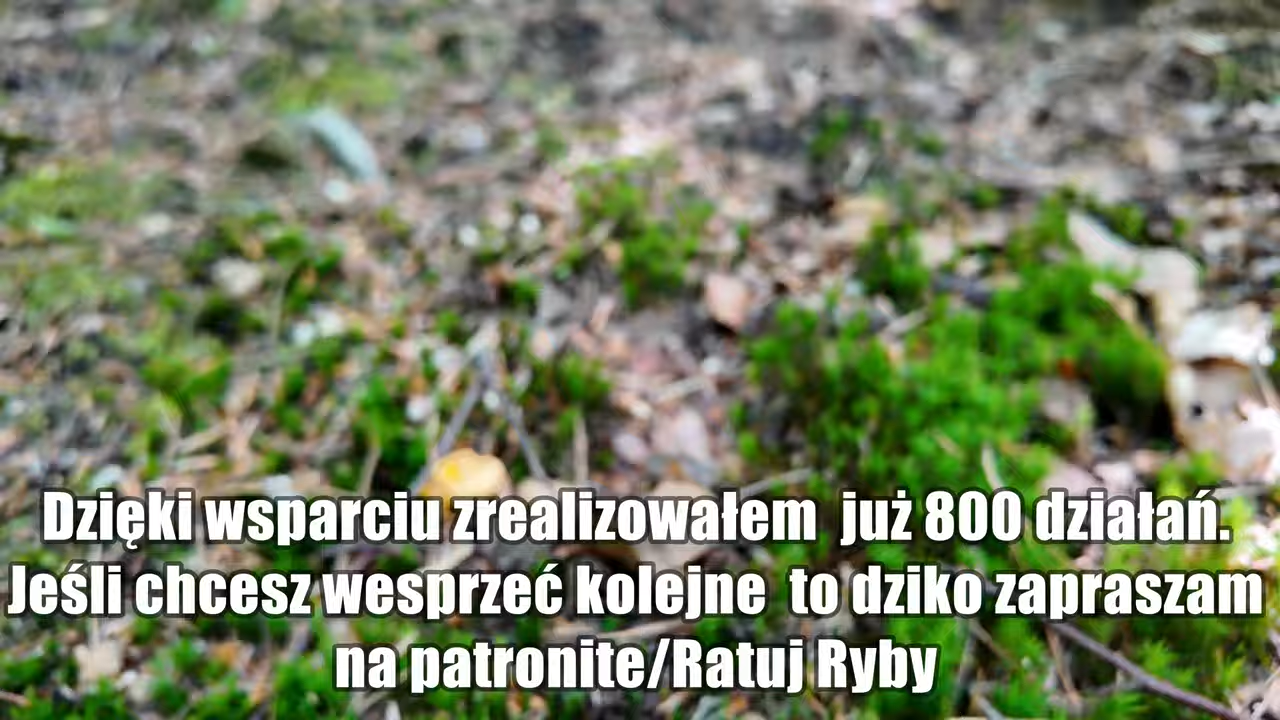 Dzięki wsparciu zrealizowałem już 800 działań.
Jeśli chcesz wesprzeć kolejne to dziko zapraszam
na patronite/Ratuj Ryby